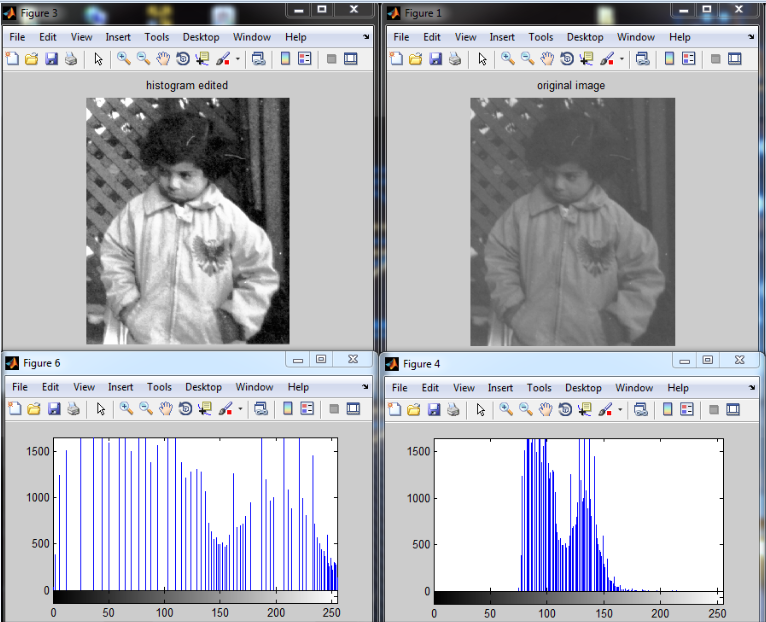 Figure 3
File Edit View Insert Tools Desktop Window Help
histogram edited
Figure 1
File Edit View Insert Tools Desktop Window Help
original image
Figure 6
File Edit View Insert Tools Desktop Window Help
1500
1000
500
0
0 50 100 150 200 250
Figure 4
File Edit View Insert Tools Desktop Window Help
1500
1000
500
0
0 50 100 150 200 250